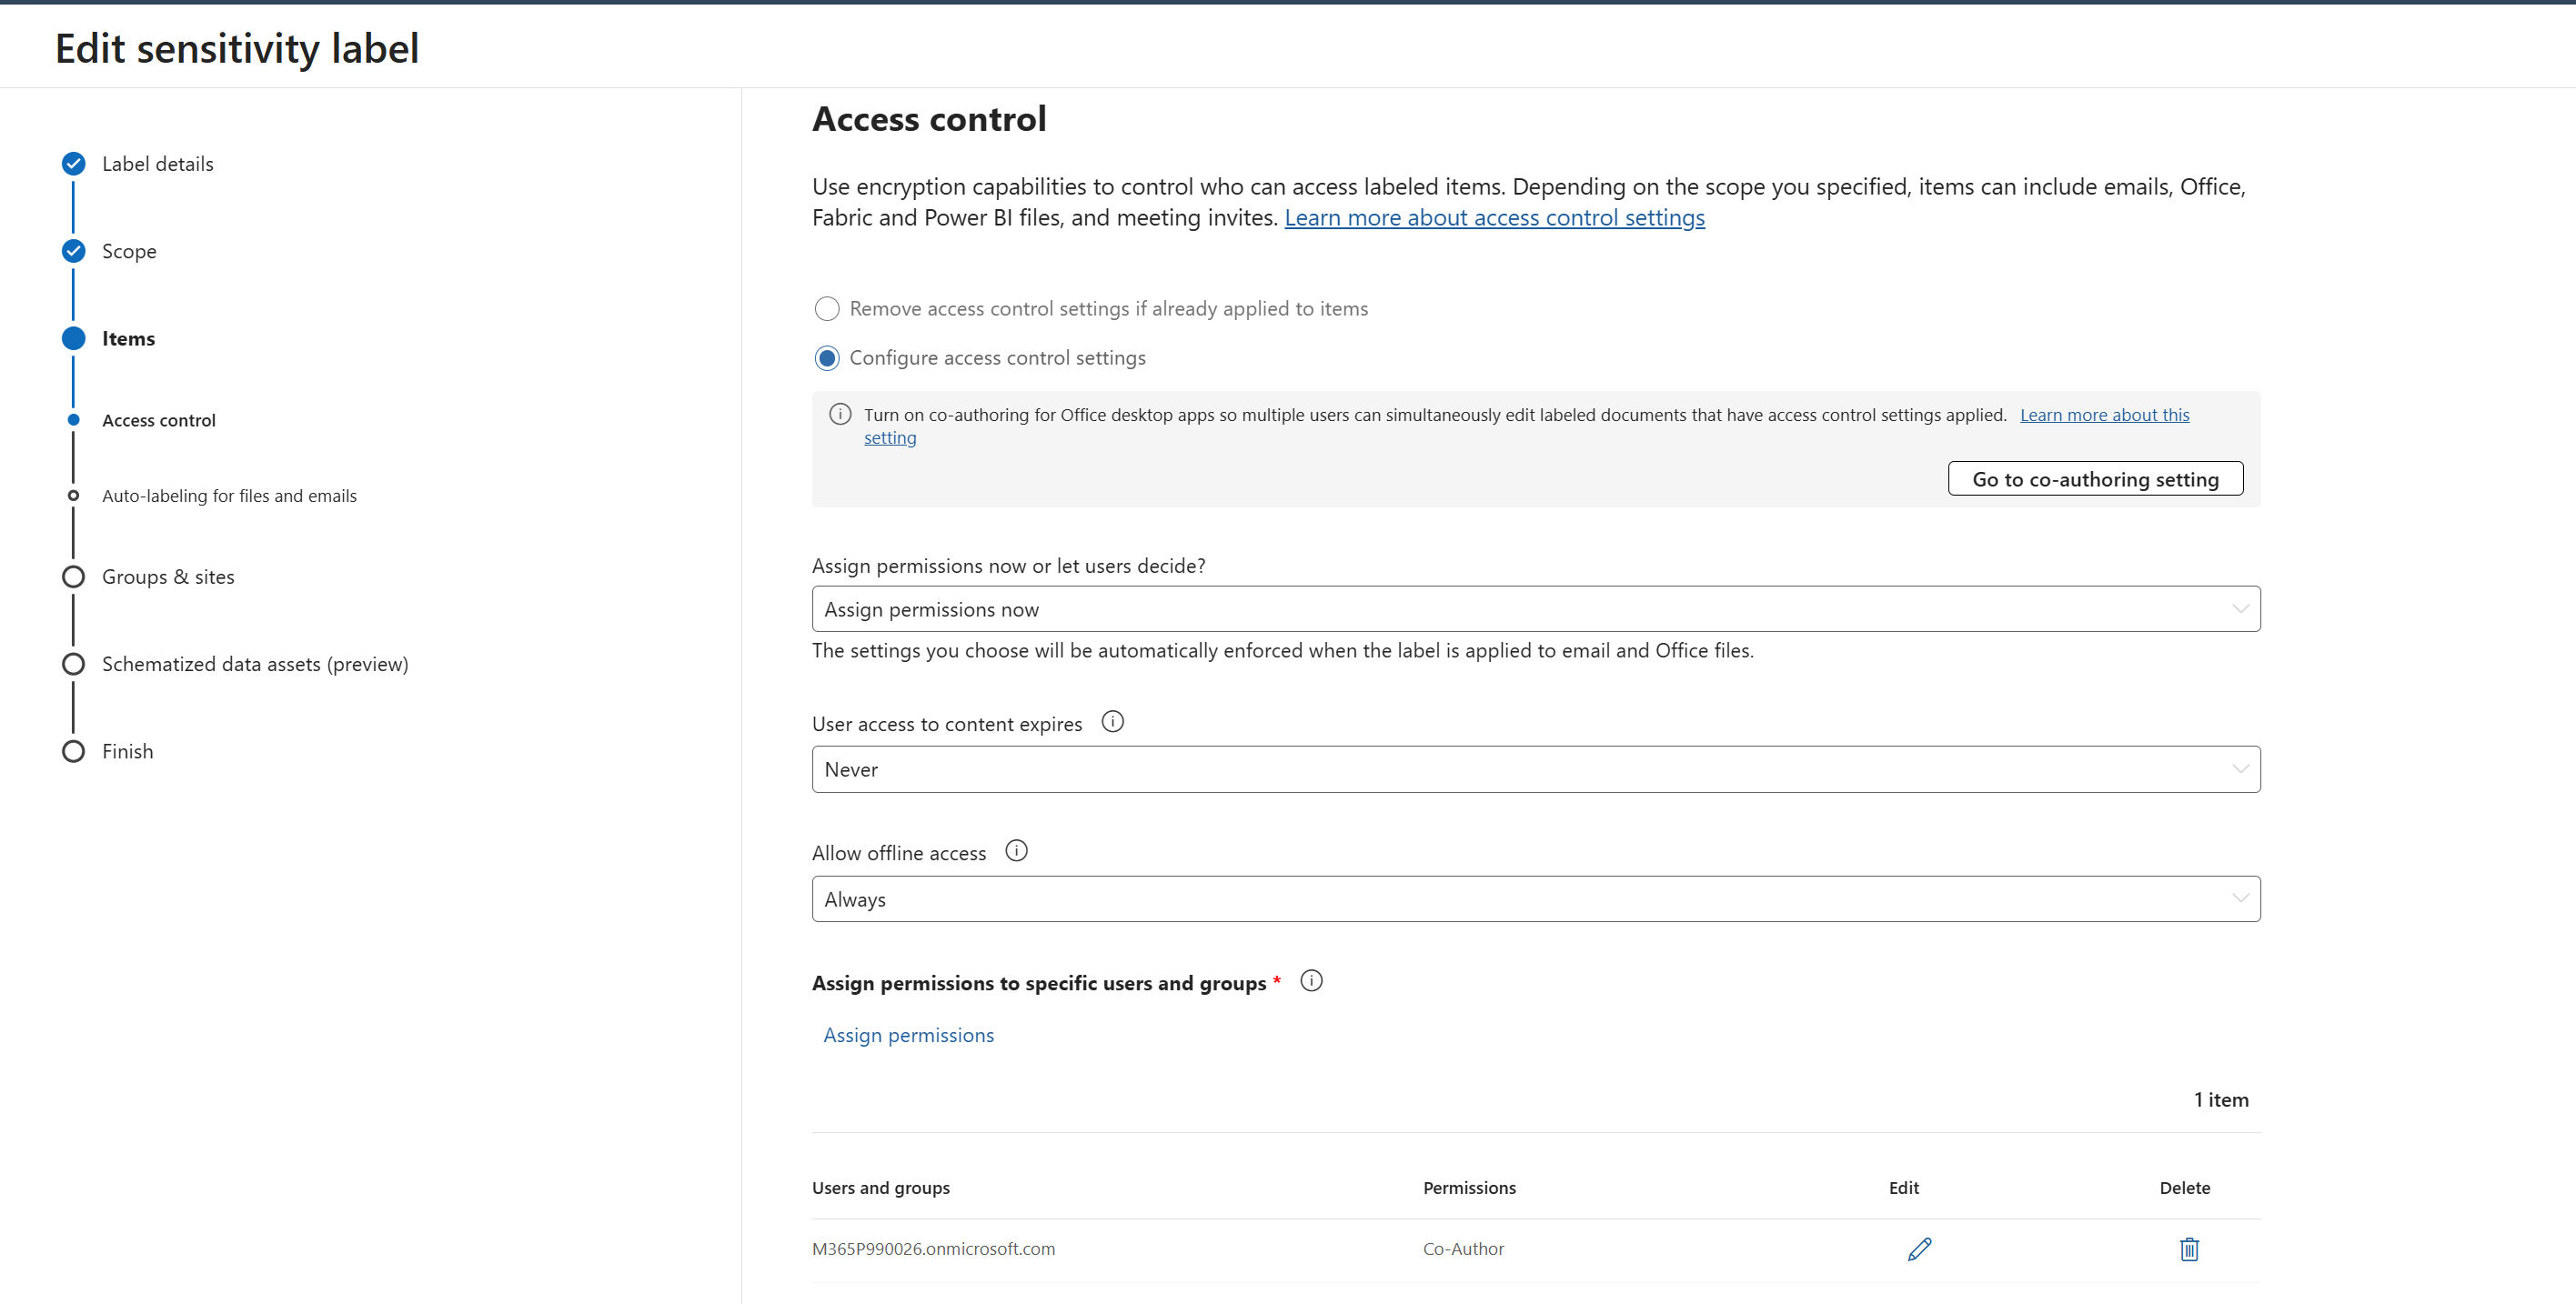 Edit sensitivity label
Label details
Scope
Items
Access control
Auto-labeling for files and emails
Groups & sites
Schematized data assets (preview)
Finish
Access control
Use encryption capabilities to control who can access labeled items. Depending on the scope you specified, items can include emails, Office,
Fabric and Power BI files, and meeting invites. Learn more about access control settings
Remove access control settings if already applied to items
Configure access control settings
Turn on co-authoring for Office desktop apps so multiple users can simultaneously edit labeled documents that have access control settings applied. Learn more about this
setting
Go to co-authoring setting
Assign permissions now or let users decide?
Assign permissions now
The settings you choose will be automatically enforced when the label is applied to email and Office files.
User access to content expires
Never
Allow offline access
Always
Assign permissions to specific users and groups *
Assign permissions
1 item
Users and groups Permissions Edit Delete
M365P990026.onmicrosoft.com Co-Author